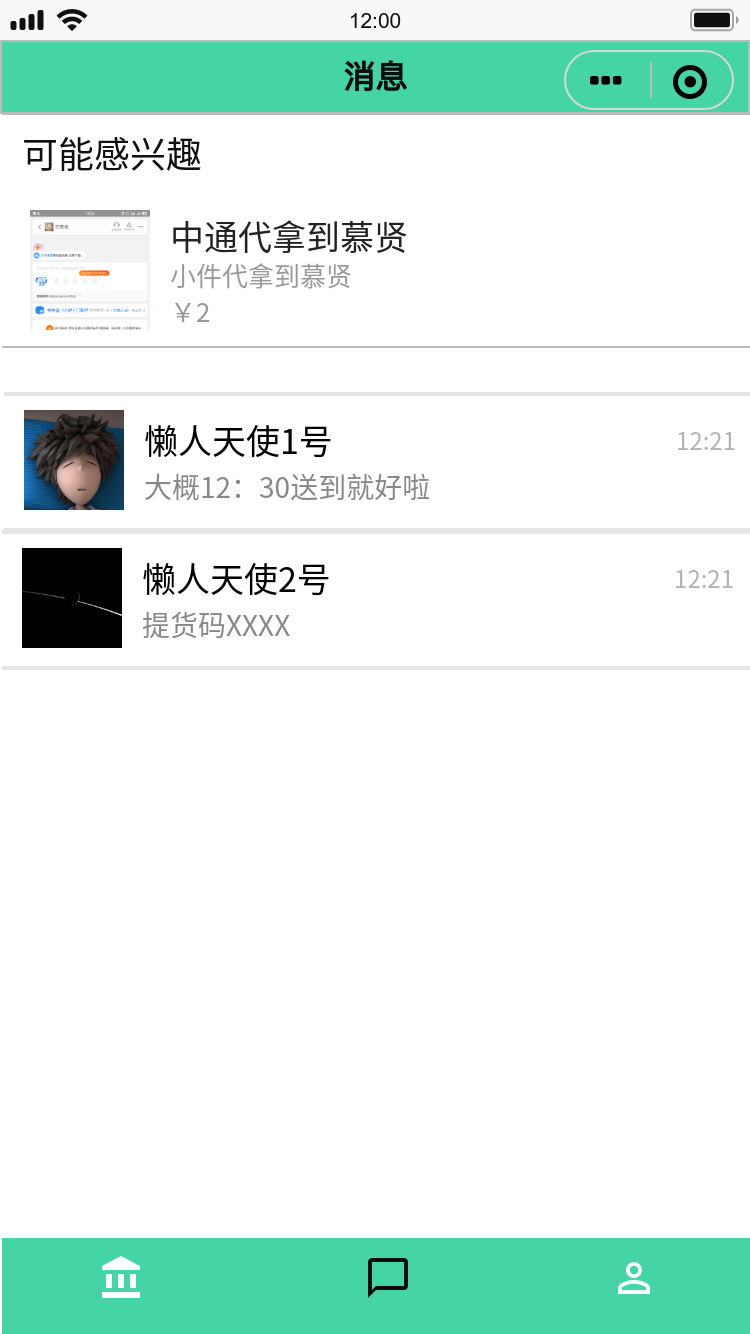 12:00
消息
可能感兴趣
中通代拿到慕贤
小件代拿到慕贤
￥2
懒人天使1号
12:21
大概12：30送到就好啦
懒人天使2号
12:21
提货码XXXX